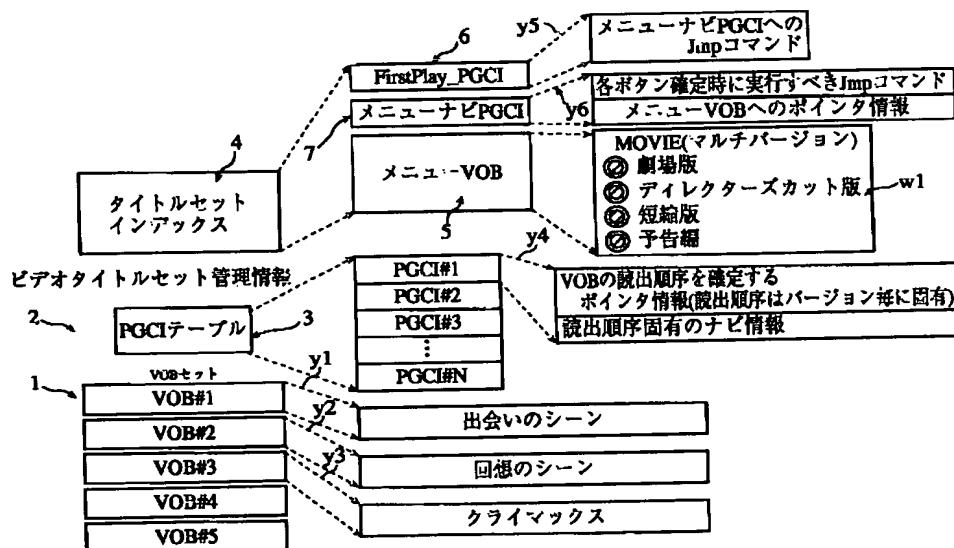 y5
6
メニューナビPGCIへの
Jmpコマンド
FirstPlay_PGCI
各ボタン確定時に実行すべきJmpコマンド
y6
メニューナビPGCI
メニューVOBへのポインタ情報
7
MOVIE(マルチバージョン)
4
劇場版
メニューVOB
ディレクターズカット版
w1
タイトルセット
インデックス
短縮版
5
予告編
y4
ビデオタイトルセット管理情報
PGCI#1
VOBの読出順序を確定する
PGCI#2
ポインタ情報(読出順序はバージョン毎に固有)
2
PGCIテーブル
3
PGCI#3
読出順序固有のナビ情報
⋮
y1
VOBセット
PGCI#N
1
VOB#1
出会いのシーン
y2
VOB#2
回想のシーン
y3
VOB#3
VOB#4
クライマックス
VOB#5